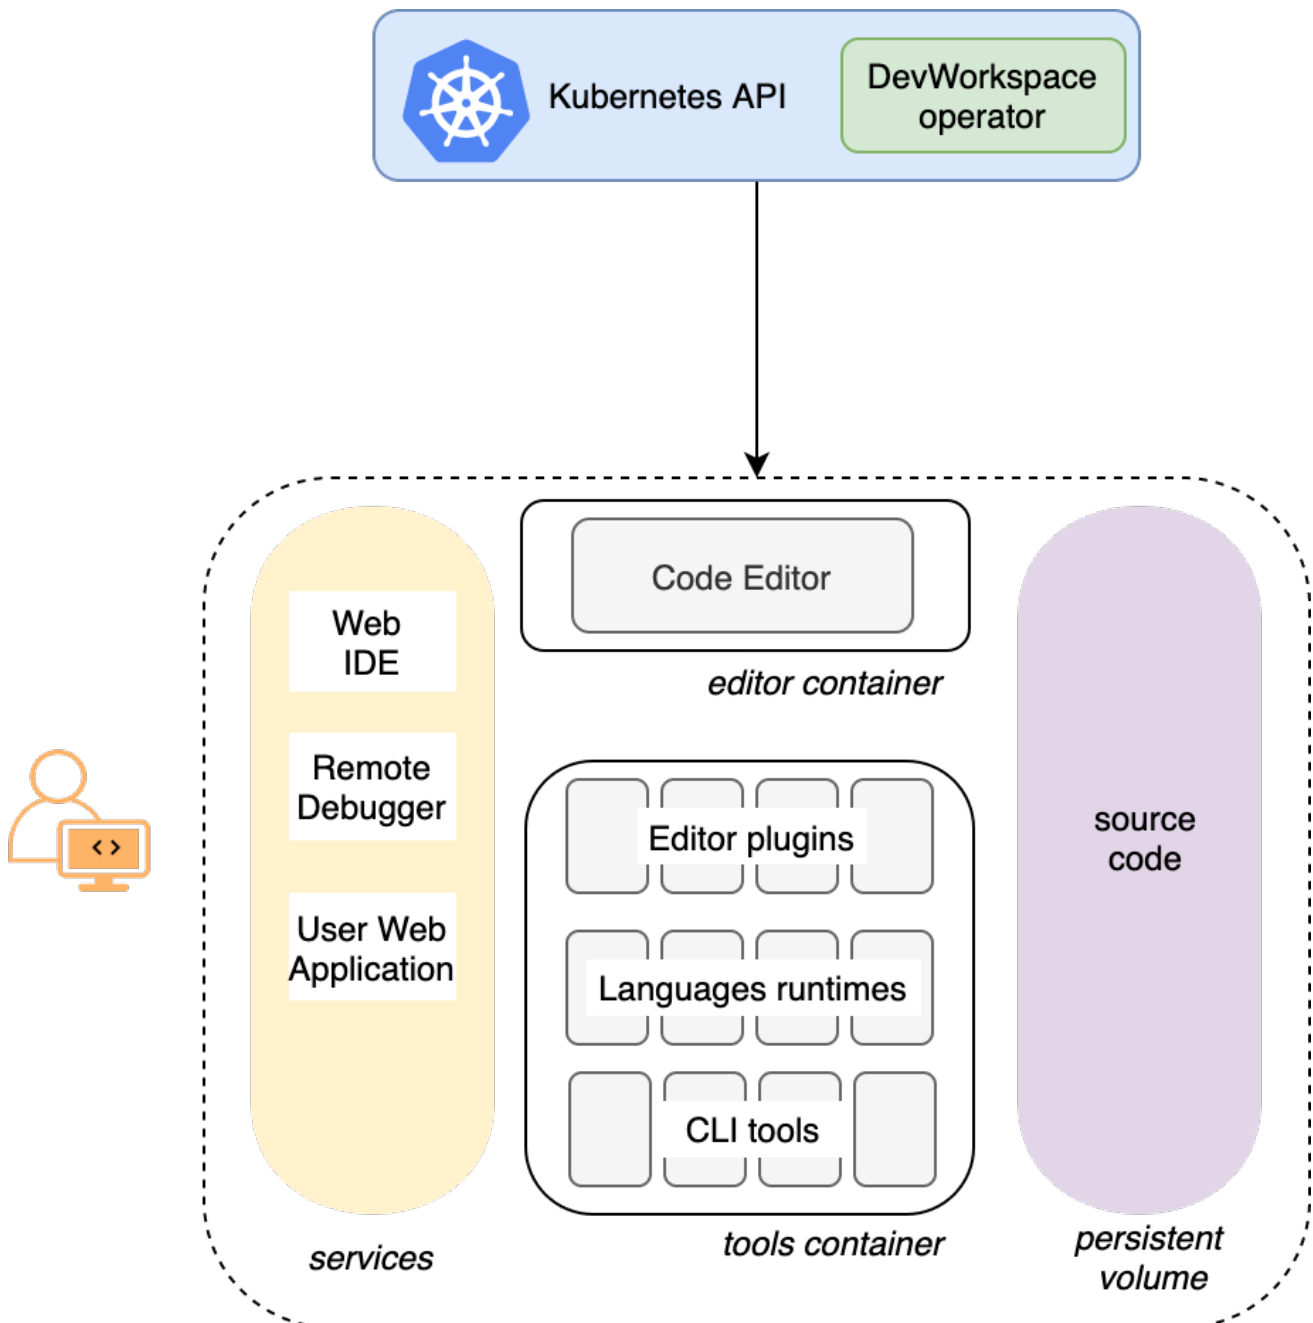 Kubernetes API
DevWorkspace
operator
Code Editor
editor container
Web
IDE
Remote
Debugger
User Web
Application
services
Editor plugins
Languages runtimes
CLI tools
tools container
source
code
persistent
volume
< >